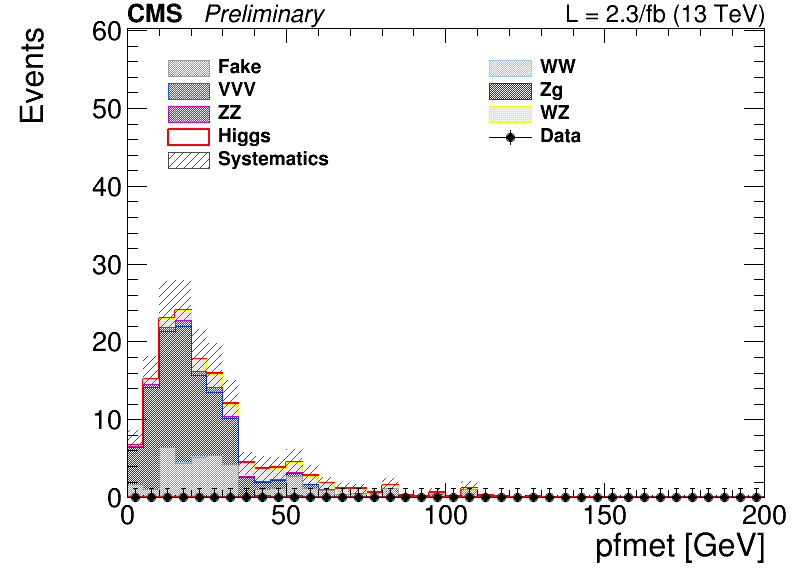 CMS Preliminary L = 2.3/fb (13 TeV)
Events
60
50
40
30
20
10
0
Fake WW
VVV Zg
ZZ WZ
Higgs Data
Systematics
0 50 100 150 200
pfmet [GeV]